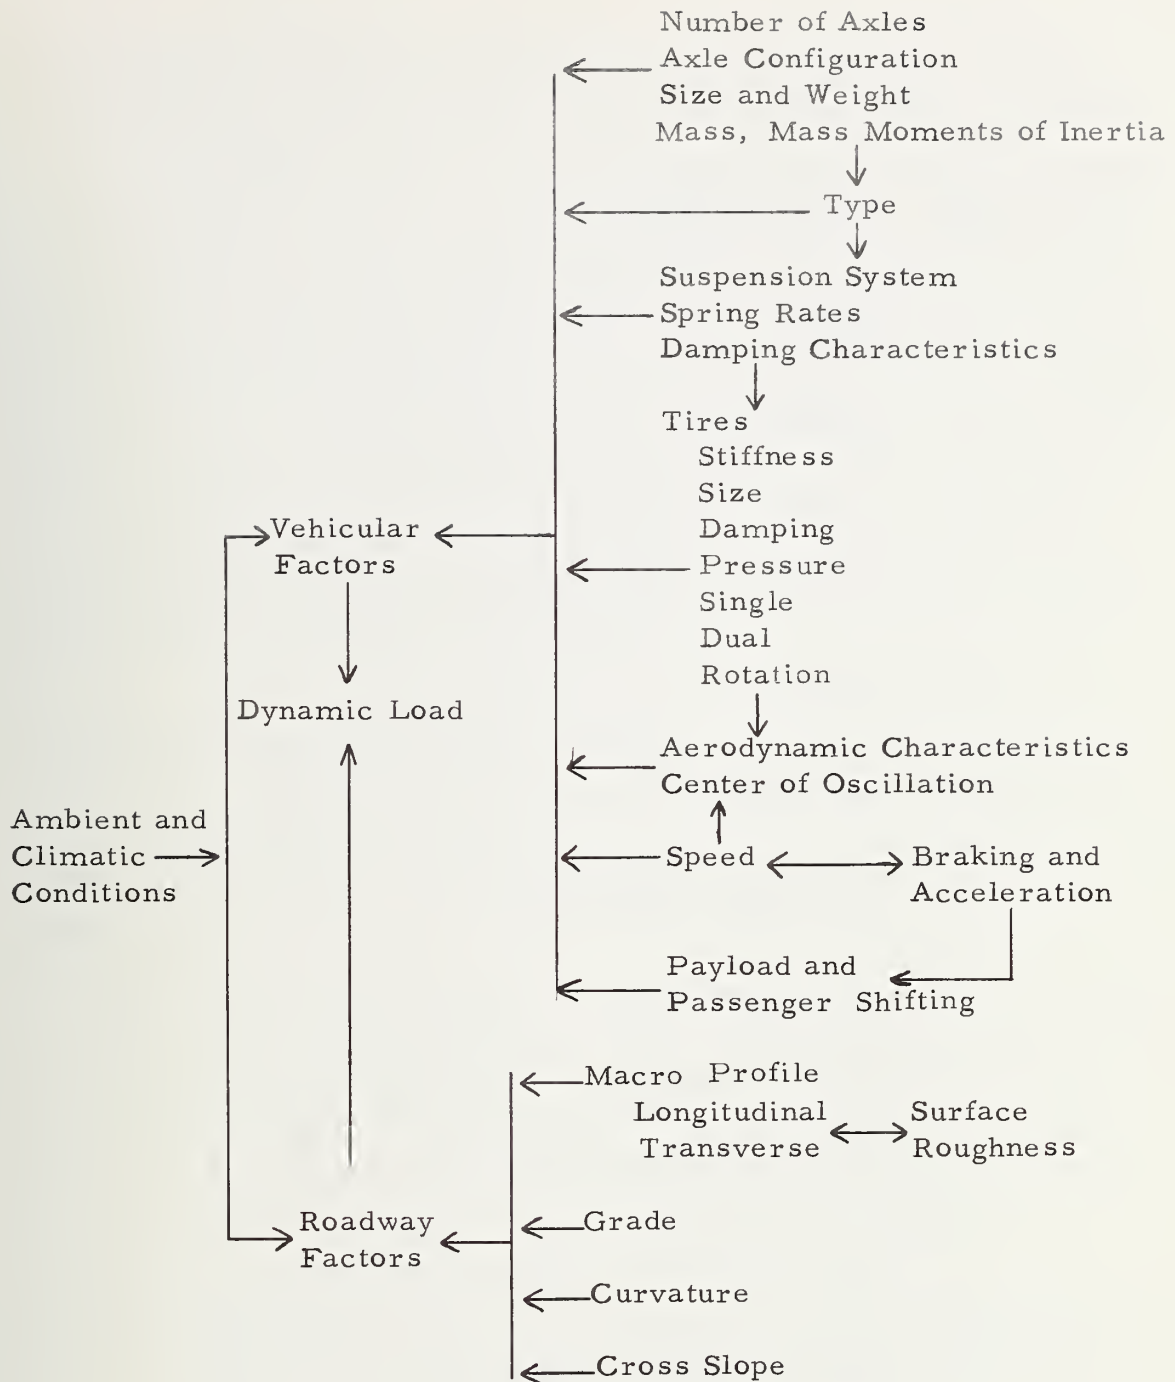 Number of Axles
Axle Configuration
Size and Weight
Mass, Mass Moments of Inertia
Type
Suspension System
Spring Rates
Damping Characteristics
Tires
Stiffness
Size
Damping
Pressure
Single
Dual
Rotation
Vehicular
Factors
Dynamic Load
Aerodynamic Characteristics
Center of Oscillation
Ambient and
Climatic
Conditions
Speed
Braking and
Acceleration
Payload and
Passenger Shifting
Macro Profile
Longitudinal
Transverse
Surface
Roughness
Roadway
Factors
Grade
Curvature
Cross Slope